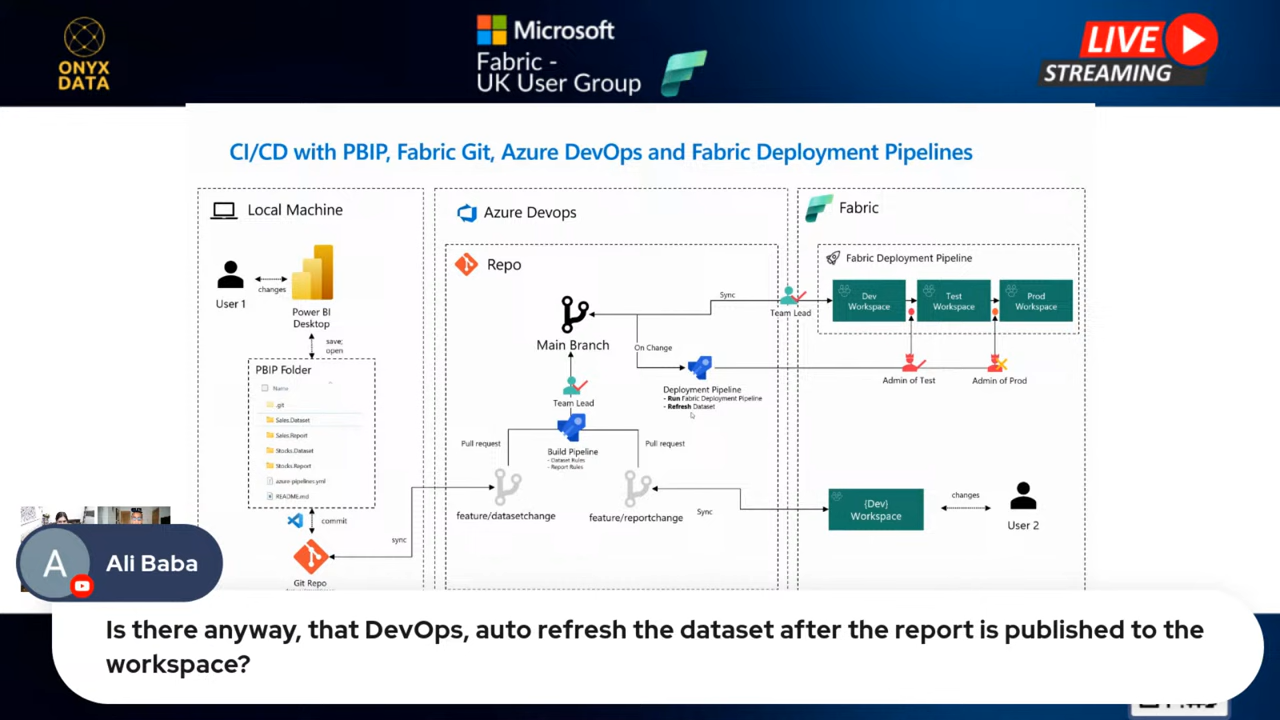 ONYX
DATA
Microsoft
Fabric -
UK User Group
LIVE
STREAMING
CI/CD with PBIP, Fabric Git, Azure DevOps and Fabric Deployment Pipelines
Local Machine
User 1
changes
Power BI
Desktop
save;
open
PBIP Folder
Name
.git
Sales.Dataset
Sales.Report
Stocks.Dataset
Stocks.Report
azure-pipelines.yml
README.md
commit
Git Repo
sync
Azure Devops
Repo
Main Branch
Sync
On Change
Team Lead
Deployment Pipeline
- Run Fabric Deployment Pipeline
- Refresh Dataset
Pull request
Build Pipeline
- Dataset Rules
- Report Rules
Pull request
feature/datasetchange
feature/reportchange
Sync
Fabric
Fabric Deployment Pipeline
Team Lead
Dev
Workspace
Test
Workspace
Prod
Workspace
Admin of Test
Admin of Prod
{Dev}
Workspace
changes
User 2
A
Ali Baba
Is there anyway, that DevOps, auto refresh the dataset after the report is published to the
workspace?